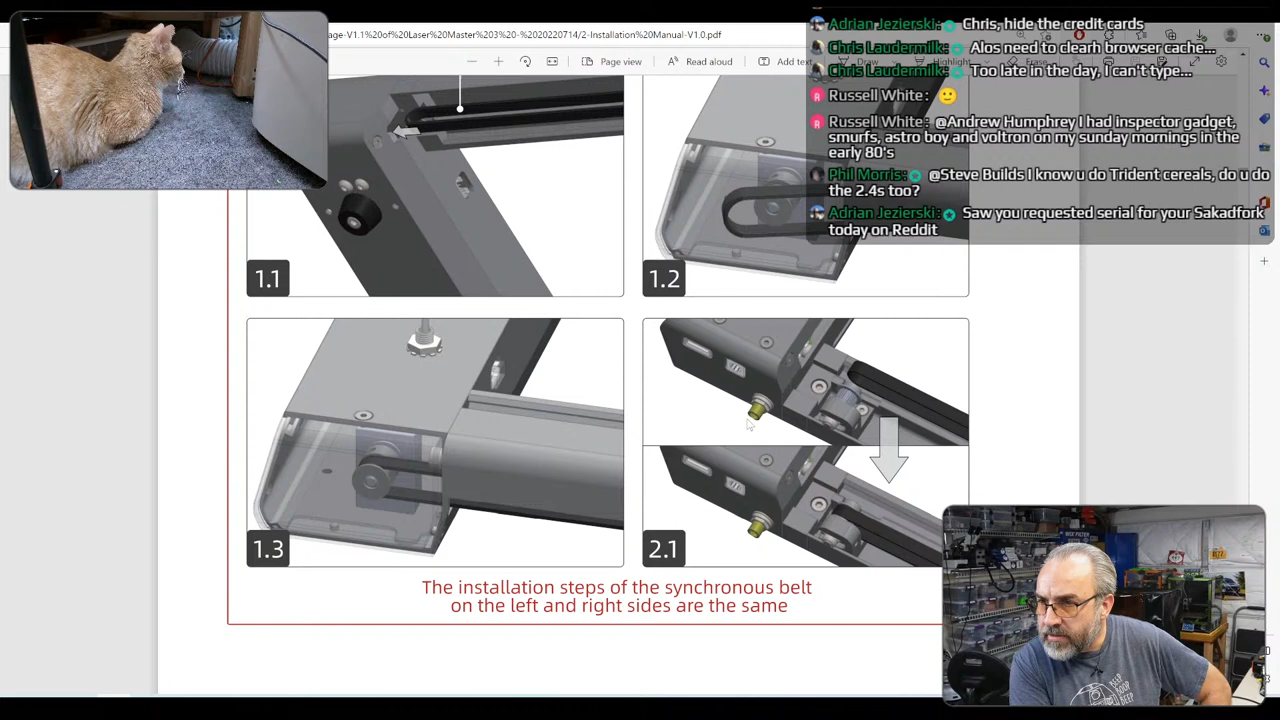 age-V1.1%20of%20Laser%20Master%203%20-%2020220714/2-Installation%20Manual-V1.0.pdf
Page view
Read aloud
Add text
Draw
Highlight
Erase
Adrian Jezierski: Chris, hide the credit cards
Chris Laudermilk: Alos need to clearh browser cache...
Chris Laudermilk: Too late in the day, I can't type...
Russell White: 🙂
Russell White: @Andrew Humphrey I had inspector gadget,
smurfs, astro boy and voltron on my sunday mornings in the
early 80's
Phil Morris: @Steve Builds I know u do Trident cereals, do u do
the 2.4s too?
Adrian Jezierski: Saw you requested serial for your Sakadfork
today on Reddit
1.1
1.2
1.3
2.1
The installation steps of the synchronous belt
on the left and right sides are the same